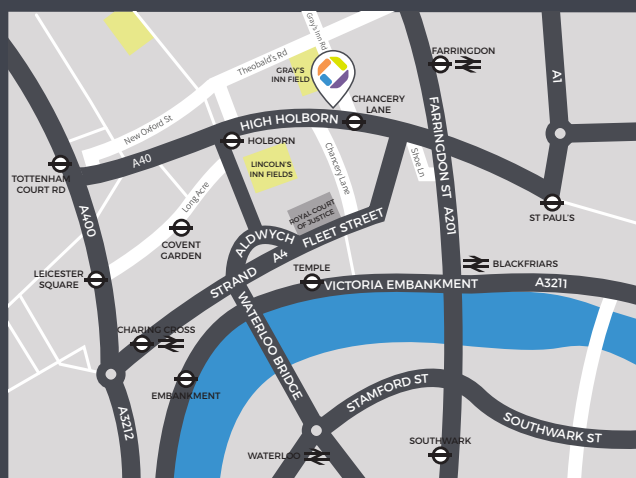 Gray's Inn Rd
Theobald's Rd
FARRINGDON
GRAY'S
INN FIELD
A1
CHANCERY
LANE
HIGH HOLBORN
New Oxford St
HOLBORN
A40
LINCOLN'S
INN FIELDS
Chancery Lane
Shoe Ln
FARRINGDON ST
A201
TOTTENHAM
COURT RD
A400
Long Acre
ROYAL COURT
OF JUSTICE
ST PAUL'S
COVENT
GARDEN
ALDWYCH
FLEET STREET
A4
STRAND
LEICESTER
SQUARE
TEMPLE
BLACKFRIARS
VICTORIA EMBANKMENT
A3211
CHARING CROSS
WATERLOO BRIDGE
EMBANKMENT
STAMFORD ST
A3212
SOUTHWARK ST
SOUTHWARK
WATERLOO